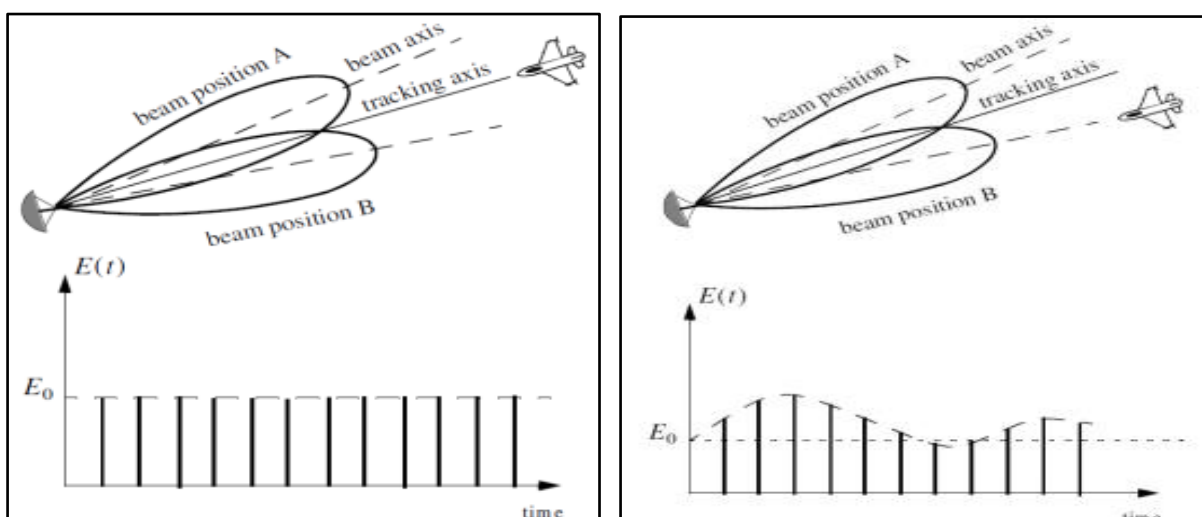 beam position A
beam axis
tracking axis
beam position B
E(t)
E0
time
beam position A
beam axis
tracking axis
beam position B
E(t)
E0
time